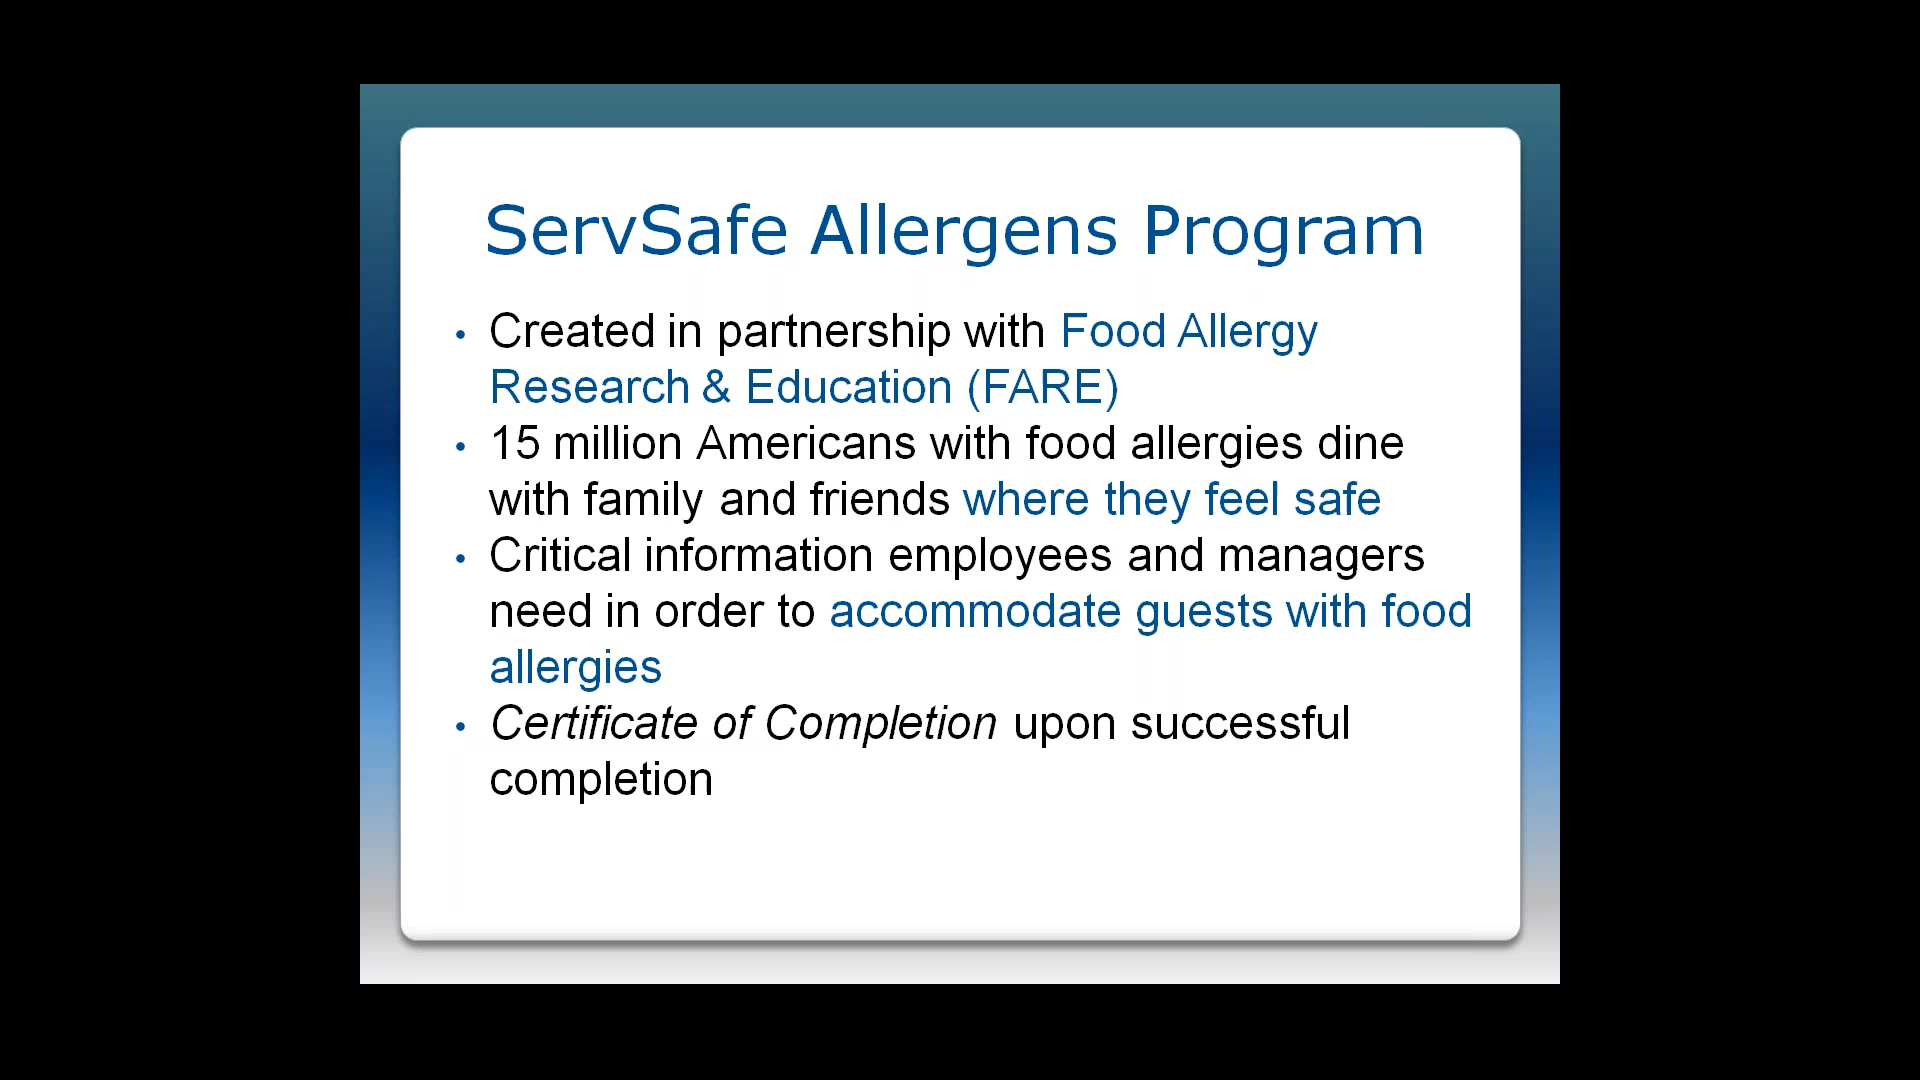 ServSafe Allergens Program
• Created in partnership with Food Allergy
Research & Education (FARE)
• 15 million Americans with food allergies dine
with family and friends where they feel safe
• Critical information employees and managers
need in order to accommodate guests with food
allergies
• Certificate of Completion upon successful
completion